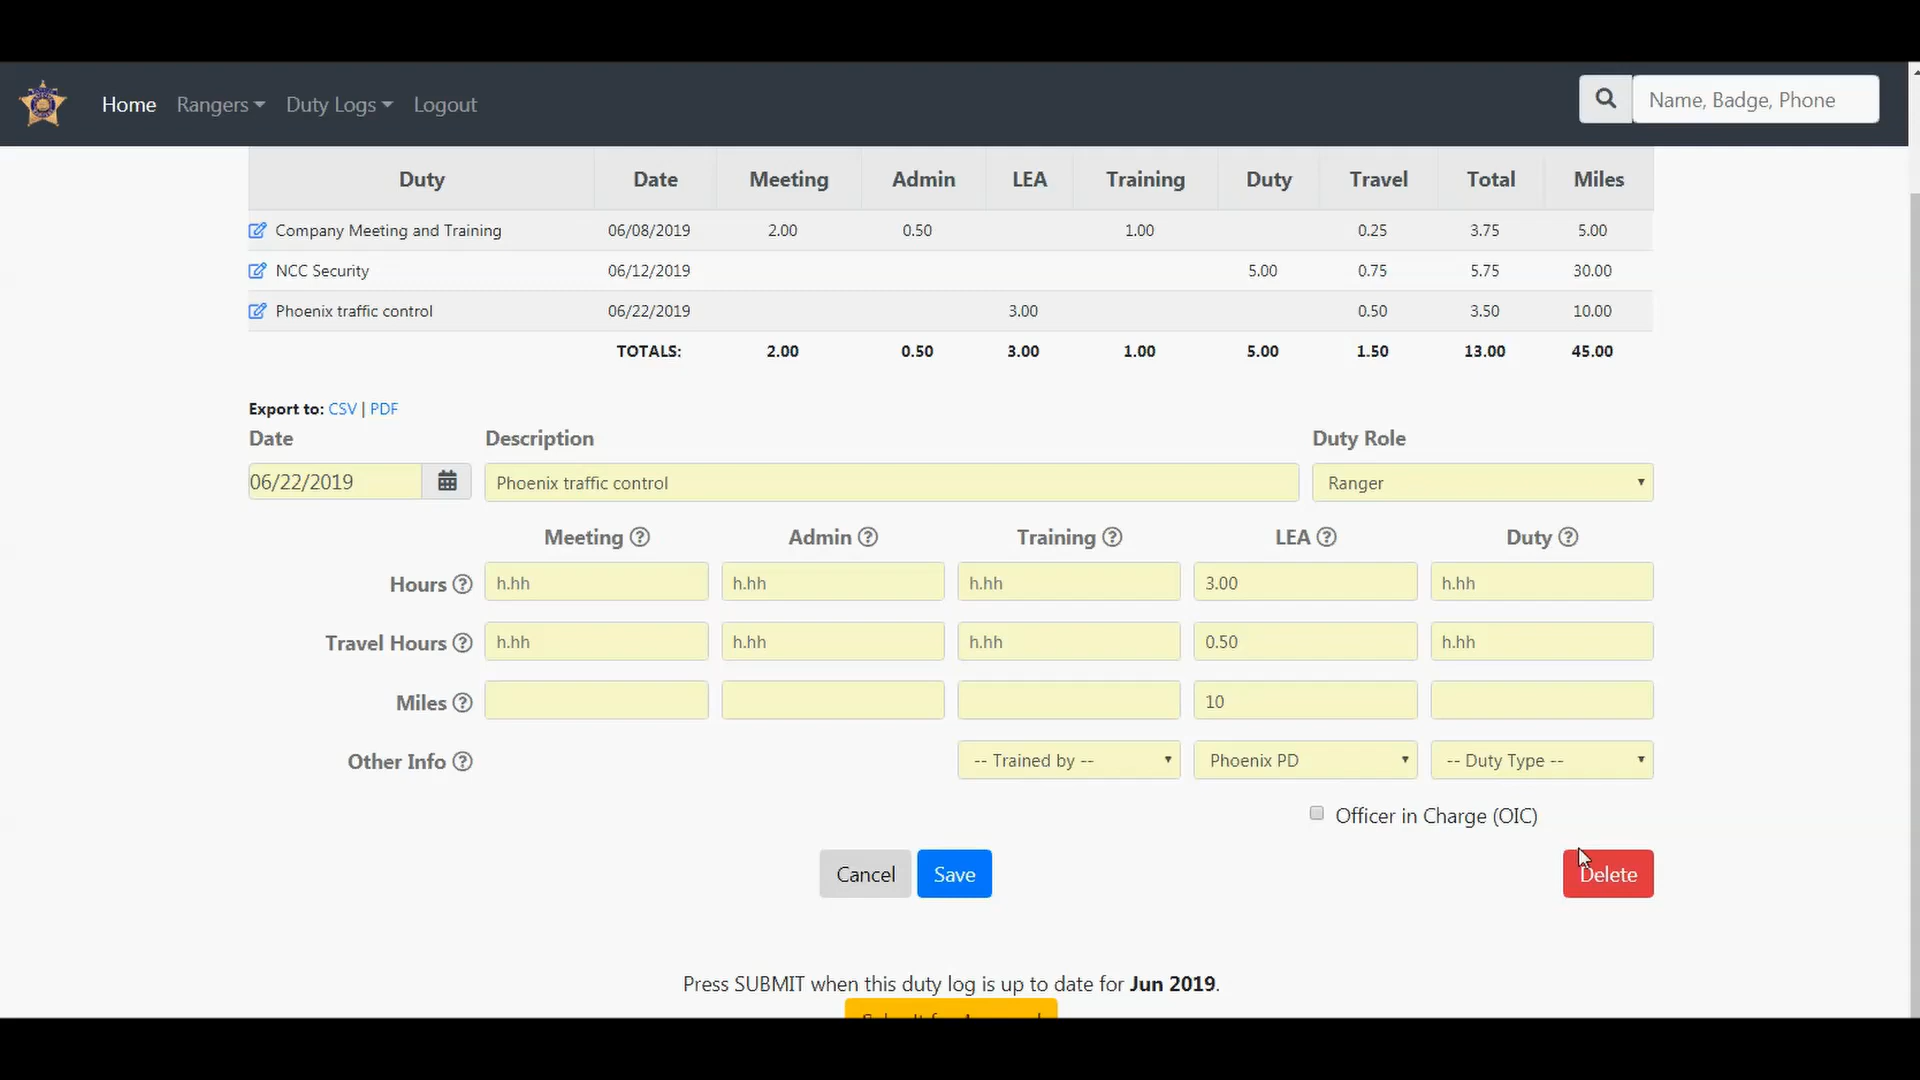 Home Rangers Duty Logs Logout Name, Badge, Phone
Duty Date Meeting Admin LEA Training Duty Travel Total Miles
Company Meeting and Training 06/08/2019 2.00 0.50 1.00 0.25 3.75 5.00
NCC Security 06/12/2019 5.00 0.75 5.75 30.00
Phoenix traffic control 06/22/2019 3.00 0.50 3.50 10.00
TOTALS: 2.00 0.50 3.00 1.00 5.00 1.50 13.00 45.00
Export to: CSV | PDF
Date Description Duty Role
06/22/2019 Phoenix traffic control Ranger
Meeting Admin Training LEA Duty
Hours h.hh h.hh h.hh 3.00 h.hh
Travel Hours h.hh h.hh h.hh 0.50 h.hh
Miles 10
Other Info -- Trained by -- Phoenix PD -- Duty Type --
Officer in Charge (OIC)
Cancel Save Delete
Press SUBMIT when this duty log is up to date for Jun 2019.